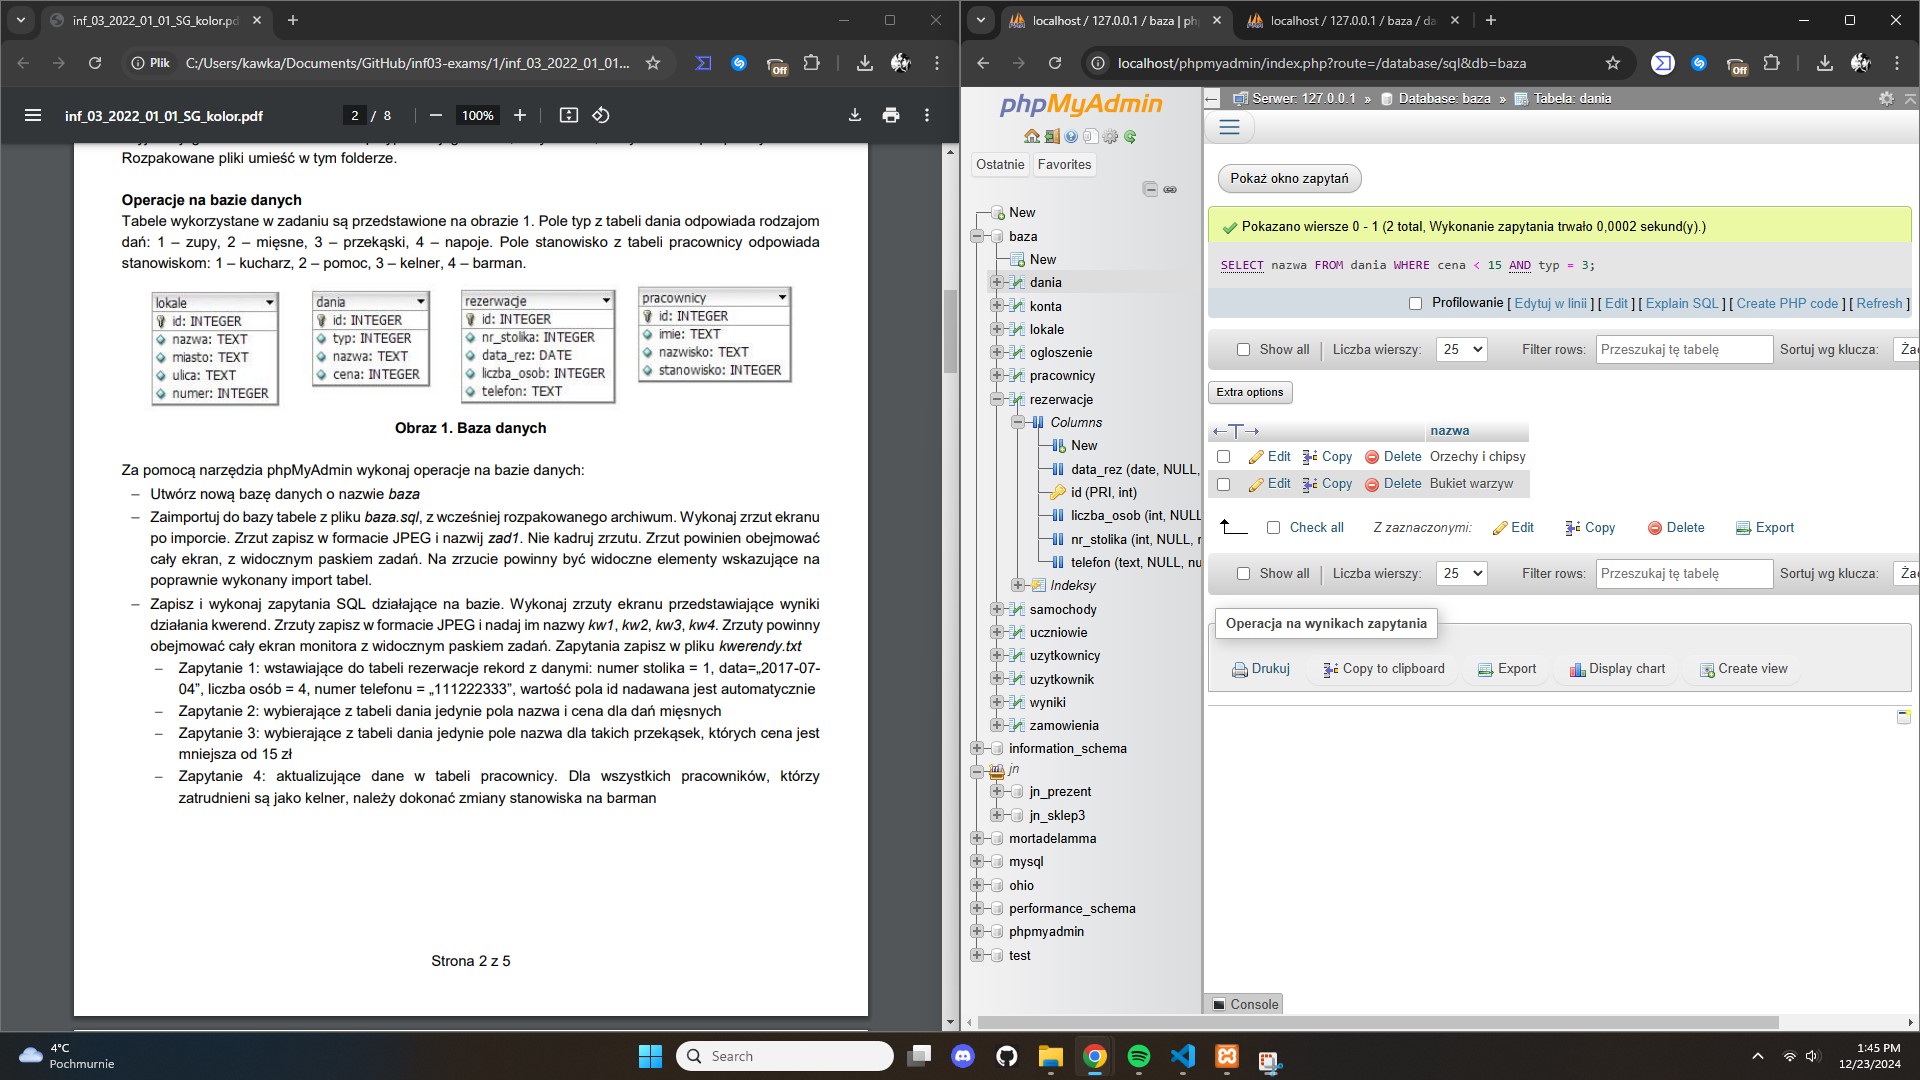 inf_03_2022_01_01_SG_kolor.pd
Plik
C:/Users/kawka/Documents/GitHub/inf03-exams/1/inf_03_2022_01_01...
Off
inf_03_2022_01_01_SG_kolor.pdf
2 / 8
100%
Rozpakowane pliki umieść w tym folderze.
Operacje na bazie danych
Tabele wykorzystane w zadaniu są przedstawione na obrazie 1. Pole typ z tabeli dania odpowiada rodzajom
dań: 1 – zupy, 2 – mięsne, 3 – przekąski, 4 – napoje. Pole stanowisko z tabeli pracownicy odpowiada
stanowiskom: 1 – kucharz, 2 – pomoc, 3 – kelner, 4 – barman.
lokale
id: INTEGER
nazwa: TEXT
miasto: TEXT
ulica: TEXT
numer: INTEGER
dania
id: INTEGER
typ: INTEGER
nazwa: TEXT
cena: INTEGER
rezerwacje
id: INTEGER
nr_stolika: INTEGER
data_rez: DATE
liczba_osob: INTEGER
telefon: TEXT
pracownicy
id: INTEGER
imie: TEXT
nazwisko: TEXT
stanowisko: INTEGER
Obraz 1. Baza danych
Za pomocą narzędzia phpMyAdmin wykonaj operacje na bazie danych:
– Utwórz nową bazę danych o nazwie baza
– Zaimportuj do bazy tabele z pliku baza.sql, z wcześniej rozpakowanego archiwum. Wykonaj zrzut ekranu
po imporcie. Zrzut zapisz w formacie JPEG i nazwij zad1. Nie kadruj zrzutu. Zrzut powinien obejmować
cały ekran, z widocznym paskiem zadań. Na zrzucie powinny być widoczne elementy wskazujące na
poprawnie wykonany import tabel.
– Zapisz i wykonaj zapytania SQL działające na bazie. Wykonaj zrzuty ekranu przedstawiające wyniki
działania kwerend. Zrzuty zapisz w formacie JPEG i nadaj im nazwy kw1, kw2, kw3, kw4. Zrzuty powinny
obejmować cały ekran monitora z widocznym paskiem zadań. Zapytania zapisz w pliku kwerendy.txt
– Zapytanie 1: wstawiające do tabeli rezerwacje rekord z danymi: numer stolika = 1, data=„2017-07-
04”, liczba osób = 4, numer telefonu = „111222333”, wartość pola id nadawana jest automatycznie
– Zapytanie 2: wybierające z tabeli dania jedynie pola nazwa i cena dla dań mięsnych
– Zapytanie 3: wybierające z tabeli dania jedynie pole nazwa dla takich przekąsek, których cena jest
mniejsza od 15 zł
– Zapytanie 4: aktualizujące dane w tabeli pracownicy. Dla wszystkich pracowników, którzy
zatrudnieni są jako kelner, należy dokonać zmiany stanowiska na barman
Strona 2 z 5
localhost / 127.0.0.1 / baza | ph
localhost / 127.0.0.1 / baza / da
localhost/phpmyadmin/index.php?route=/database/sql&db=baza
Off
phpMyAdmin
Ostatnie
Favorites
New
baza
New
dania
konta
lokale
ogloszenie
pracownicy
rezerwacje
Columns
New
data_rez (date, NULL,
id (PRI, int)
liczba_osob (int, NULL
nr_stolika (int, NULL, r
telefon (text, NULL, nu
Indeksy
samochody
uczniowie
uzytkownicy
uzytkownik
wyniki
zamowienia
information_schema
jn
jn_prezent
jn_sklep3
mortadelamma
mysql
ohio
performance_schema
phpmyadmin
test
Serwer: 127.0.0.1 » Database: baza » Tabela: dania
Pokaż okno zapytań
Pokazano wiersze 0 - 1 (2 total, Wykonanie zapytania trwało 0,0002 sekund(y).)
SELECT nazwa FROM dania WHERE cena < 15 AND typ = 3;
Profilowanie [ Edytuj w linii ] [ Edit ] [ Explain SQL ] [ Create PHP code ] [ Refresh ]
Show all | Liczba wierszy: 25 Filter rows: Przeszukaj tę tabelę Sortuj wg klucza: Ża
Extra options
←T→ nazwa
Edit Copy Delete Orzechy i chipsy
Edit Copy Delete Bukiet warzyw
Check all Z zaznaczonymi: Edit Copy Delete Export
Show all | Liczba wierszy: 25 Filter rows: Przeszukaj tę tabelę Sortuj wg klucza: Ża
Operacja na wynikach zapytania
Drukuj Copy to clipboard Export Display chart Create view
Console
4°C
Pochmurnie
Search
1:45 PM
12/23/2024